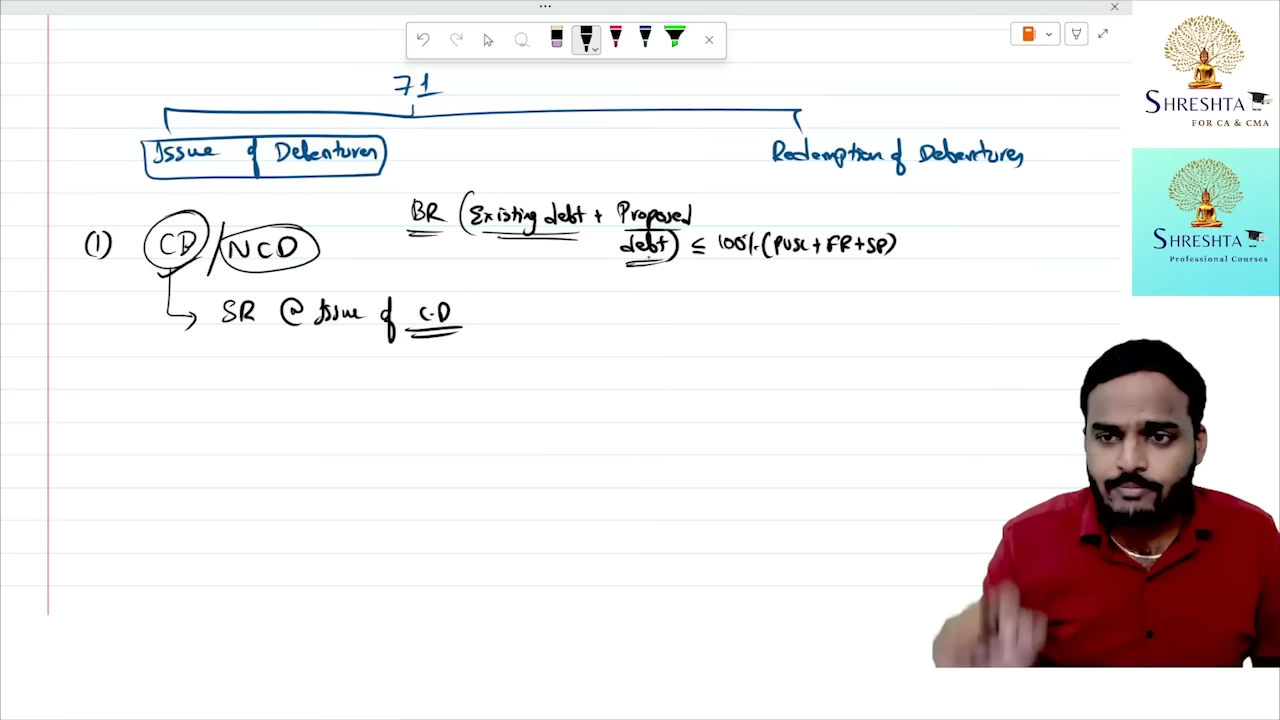 71
Issue of Debentures
Redemption of Debentures
(1) CD/NCD
BR (Existing debt + Proposed
debt) ≤ 100% (PUSC + FR + SP)
SR @ Issue of C.D
SHRESHTA
FOR CA & CMA
SHRESHTA
Professional Courses